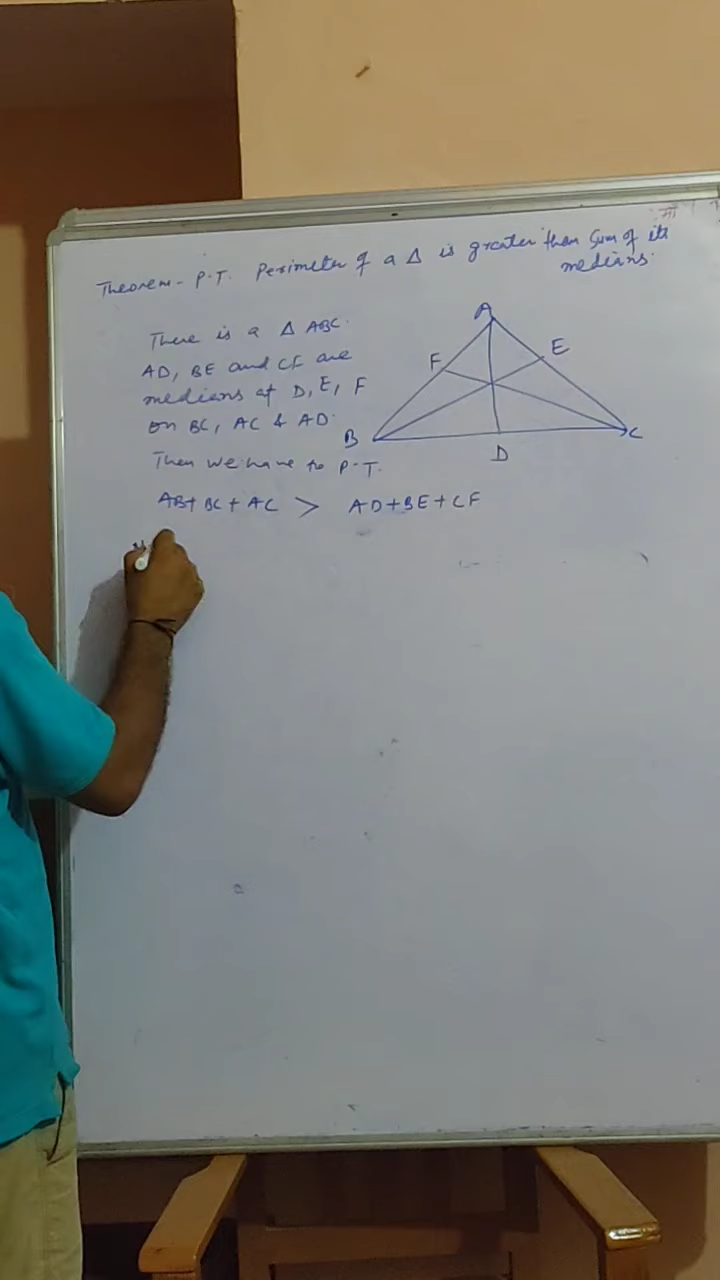 Theorem - P.T. Perimeter of a Δ is greater than sum of its
medians.
There is a Δ ABC.
AD, BE and CF are
medians at D, E, F
on BC, AC & AD.
Then we have to P.T.
AB + BC + AC > AD + BE + CF
A
F
E
B
D
C